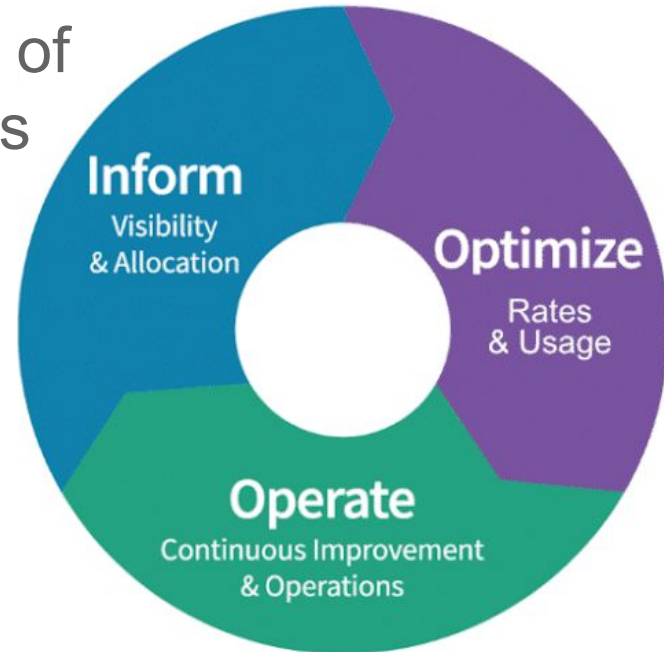 of
s
Inform
Visibility
& Allocation
Optimize
Rates
& Usage
Operate
Continuous Improvement
& Operations